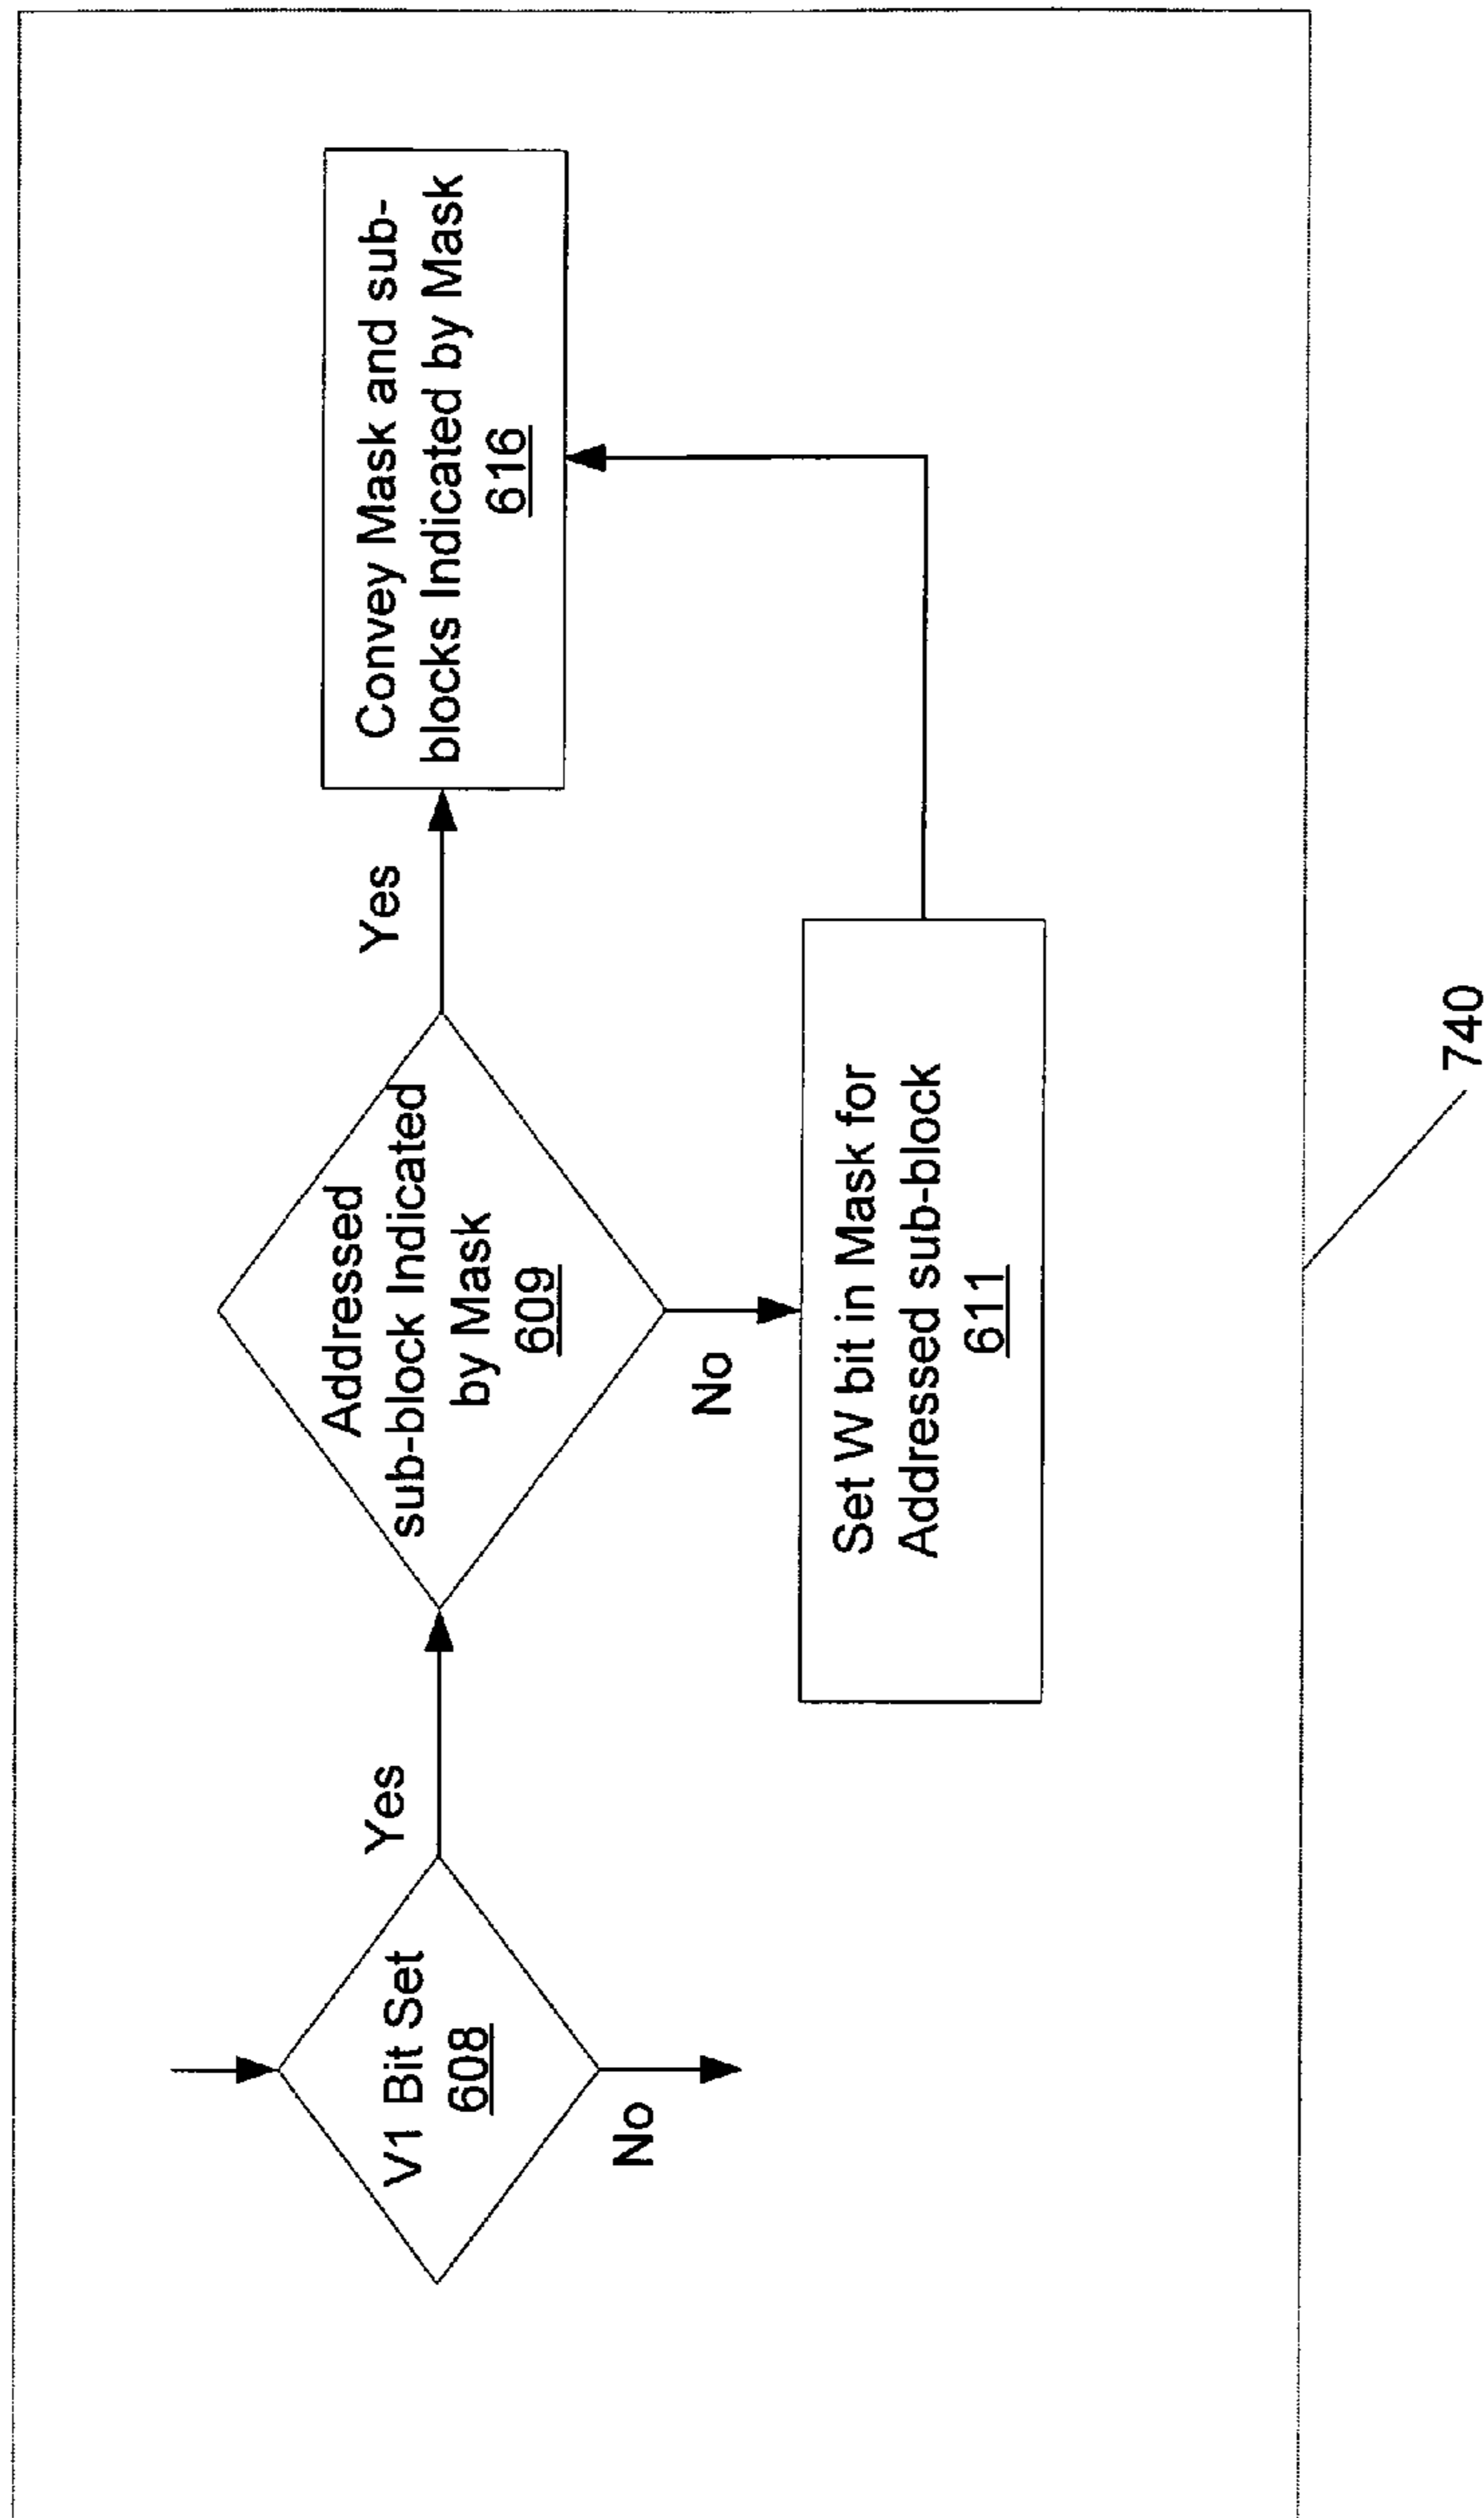 V1 Bit Set
608
Yes
No
Addressed
sub-block Indicated
by Mask
609
Yes
No
Convey Mask and sub-
blocks Indicated by Mask
616
Set W bit in Mask for
Addressed sub-block
611
740